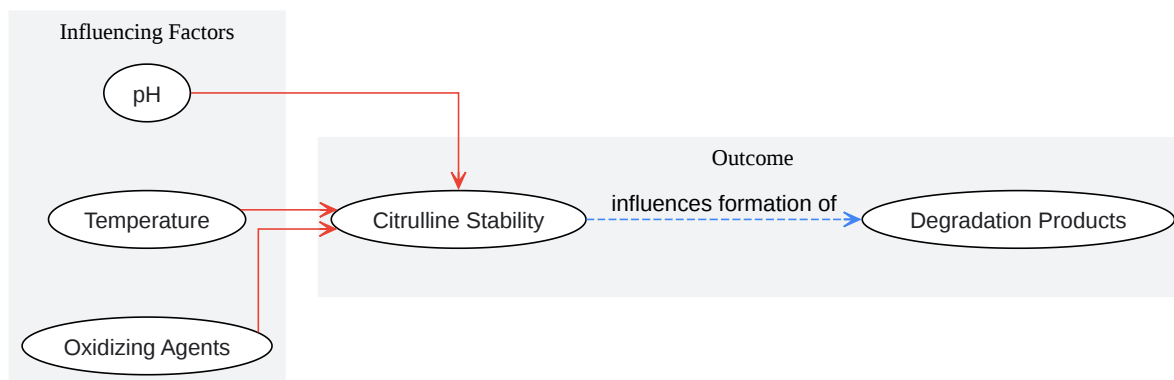 Influencing Factors
pH
Outcome
Temperature
Citrulline Stability
influences formation of
Degradation Products
Oxidizing Agents